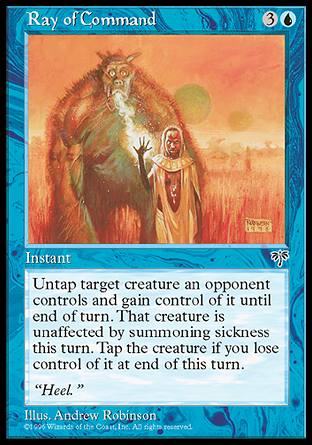 Ray of Command 3
Instant
Untap target creature an opponent
controls and gain control of it until
end of turn. That creature is
unaffected by summoning sickness
this turn. Tap the creature if you lose
control of it at end of this turn.
“Heel.”
Illus. Andrew Robinson
©1996 Wizards of the Coast, Inc. All rights reserved.